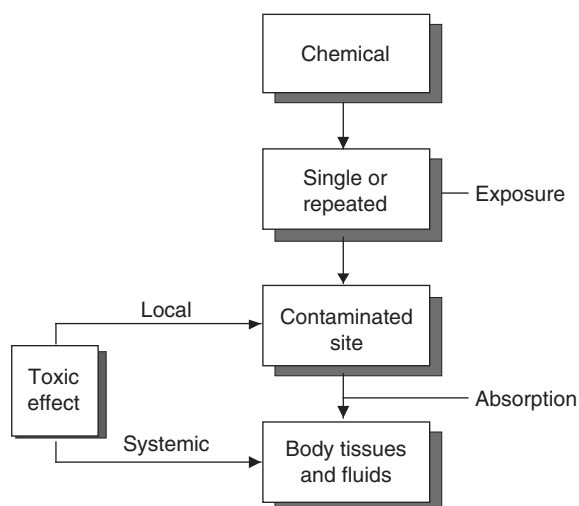 Chemical
Single or
repeated
Exposure
Local
Contaminated
site
Toxic
effect
Absorption
Systemic
Body tissues
and fluids